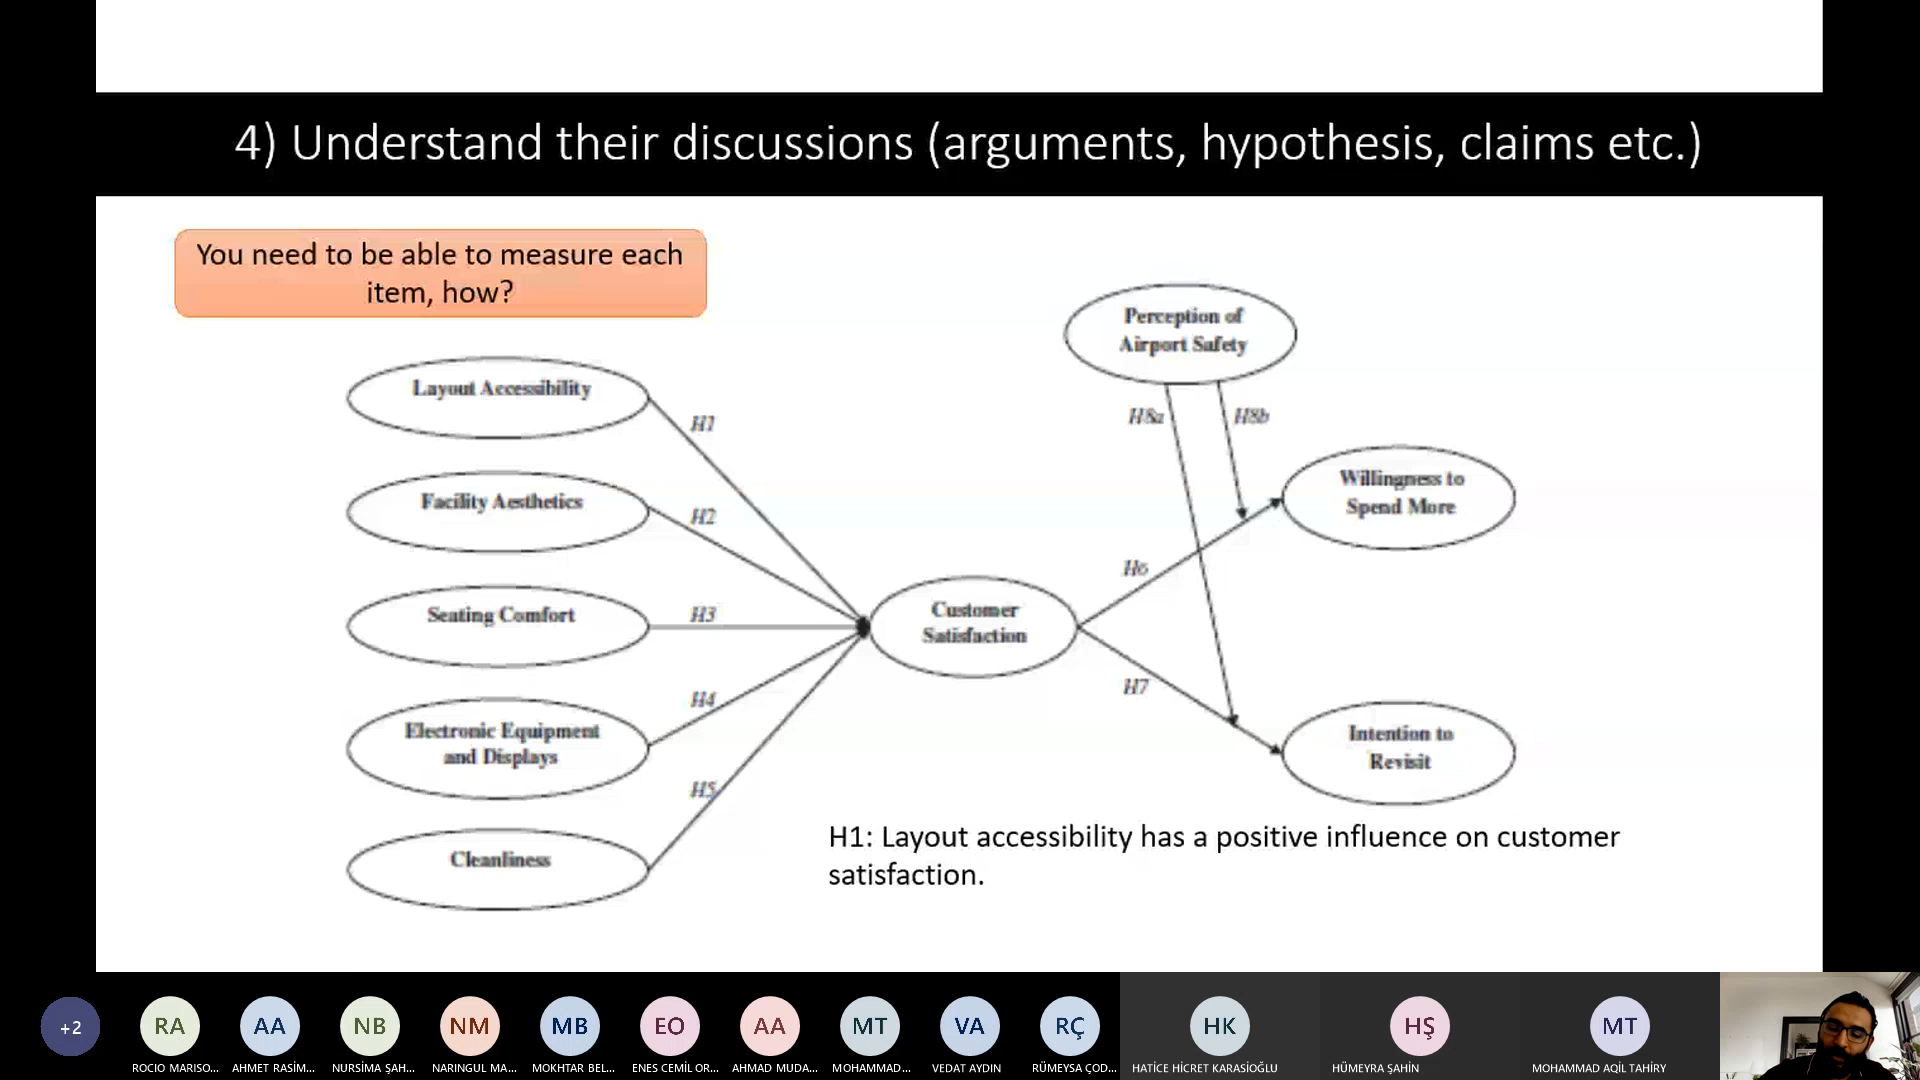 4) Understand their discussions (arguments, hypothesis, claims etc.)
You need to be able to measure each
item, how?
Perception of
Airport Safety
Layout Accessibility
H1
H8a
H8b
Facility Aesthetics
H2
Willingness to
Spend More
H6
Seating Comfort
H3
Customer
Satisfaction
H4
H7
Electronic Equipment
and Displays
Intention to
Revisit
H5
Cleanliness
H1: Layout accessibility has a positive influence on customer
satisfaction.
+2
RA
AA
NB
NM
MB
EO
AA
MT
VA
RÇ
HK
HŞ
MT
ROCIO MARISO...
AHMET RASİM...
NURSİMA ŞAH...
NARINGUL MA...
MOKHTAR BEL...
ENES CEMİL OR...
AHMAD MUDA...
MOHAMMAD...
VEDAT AYDIN
RÜMEYSA ÇOD...
HATİCE HİCRET KARASİOĞLU
HÜMEYRA ŞAHİN
MOHAMMAD AQİL TAHİRY